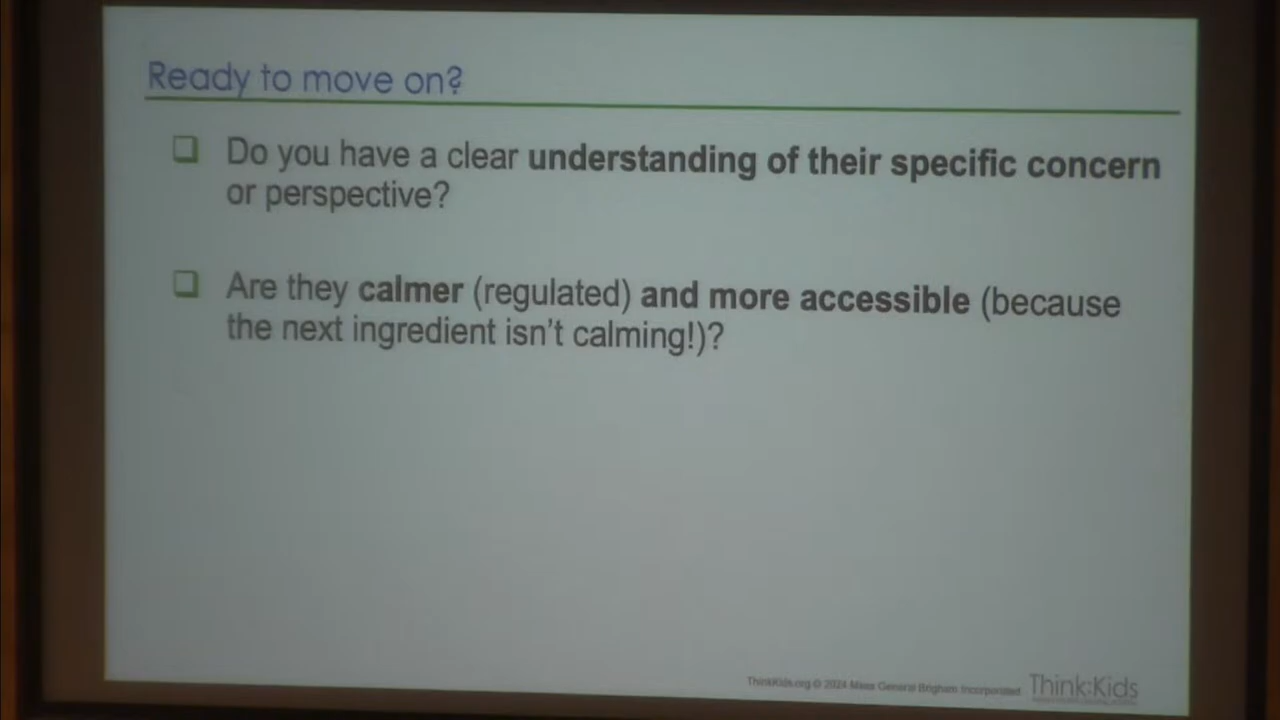 Ready to move on?
❑ Do you have a clear understanding of their specific concern
or perspective?
❑ Are they calmer (regulated) and more accessible (because
the next ingredient isn't calming!)?
ThinkKids.org © 2024 Mass General Brigham Incorporated
Think:Kids